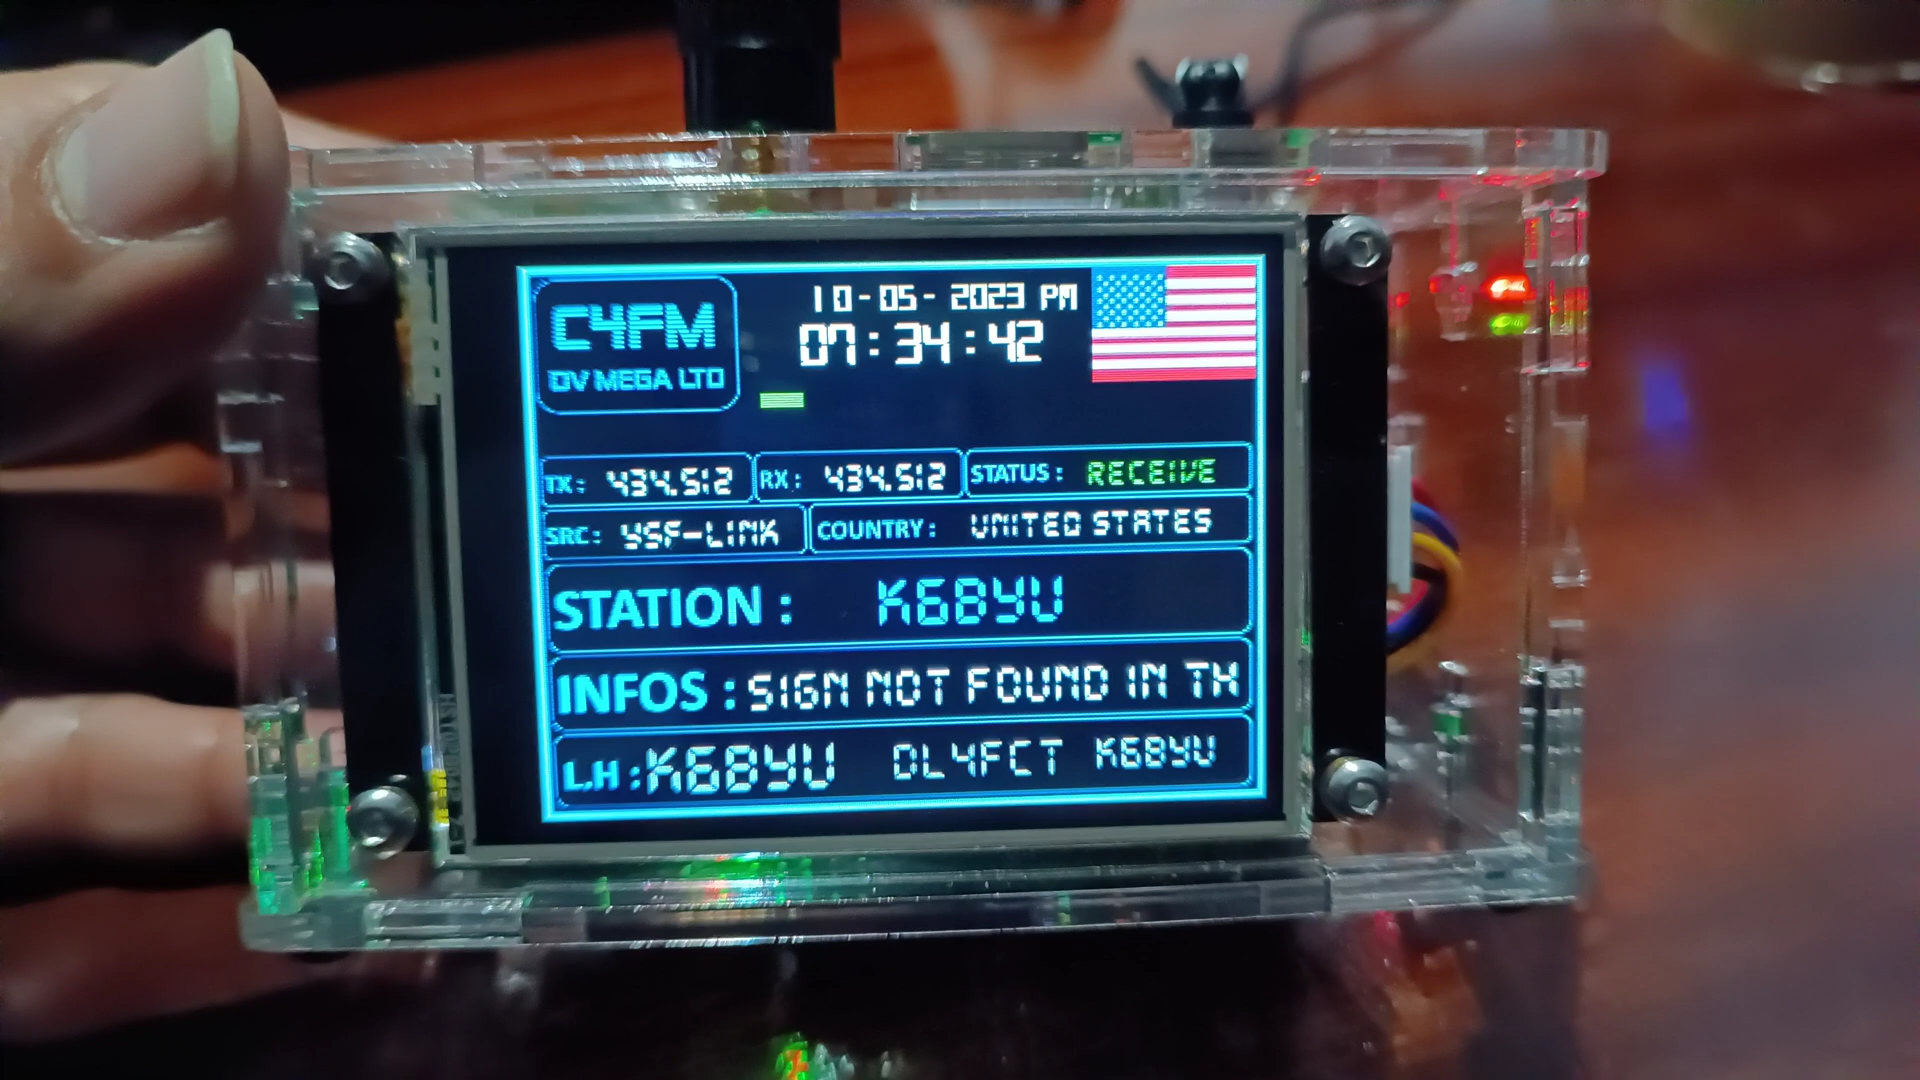 C4FM
DV MEGA LTD
10-05-2023 PM
07:34:42
TX: 434.512 RX: 434.512 STATUS: RECEIVE
SRC: YSF-LINK COUNTRY: UNITED STATES
STATION: K6BYU
INFOS: SIGN NOT FOUND IN TH
L.H: K6BYU DL4FCT K6BYU